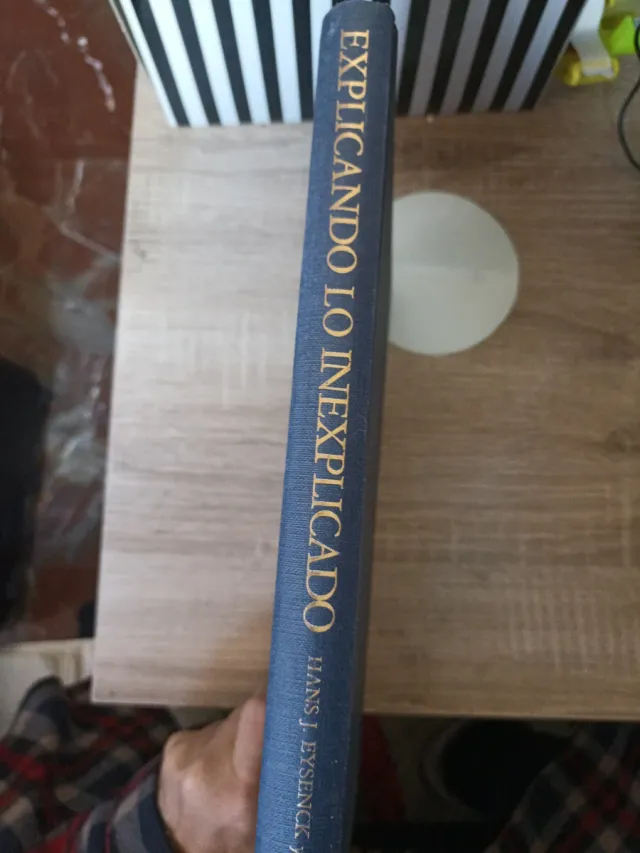 EXPLICANDO LO INEXPLICADO
HANS J. EYSENCK